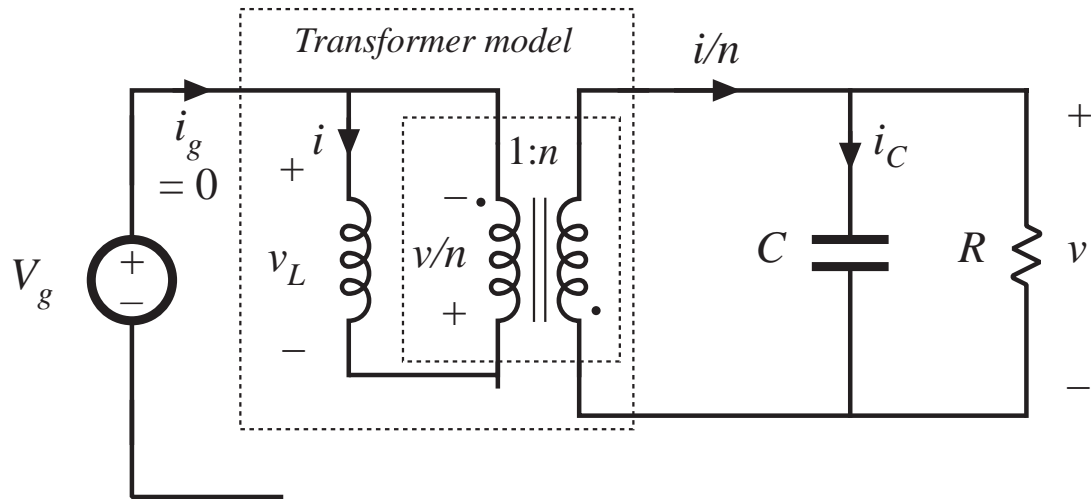 Transformer model
i/n
i_g
= 0
i
1:n
i_C
+
+
−
V_g
+
−
v_L
v/n
C
R
v
+
−
−